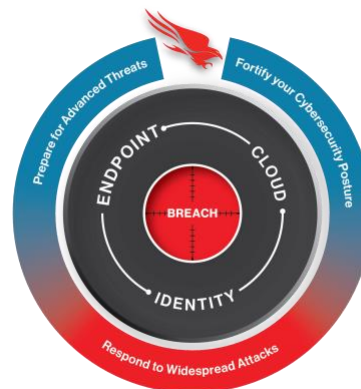 Prepare for Advanced Threats
Fortify your Cybersecurity Posture
ENDPOINT
CLOUD
BREACH
IDENTITY
Respond to Widespread Attacks